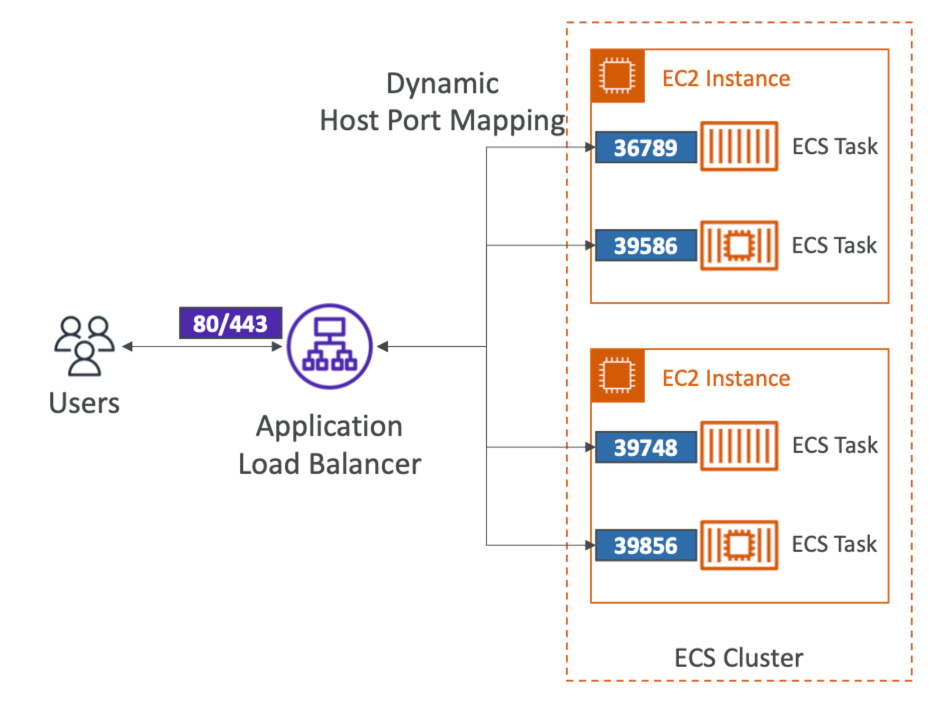 Dynamic
Host Port Mapping
EC2 Instance
36789
ECS Task
39586
ECS Task
80/443
Users
Application
Load Balancer
EC2 Instance
39748
ECS Task
39856
ECS Task
ECS Cluster